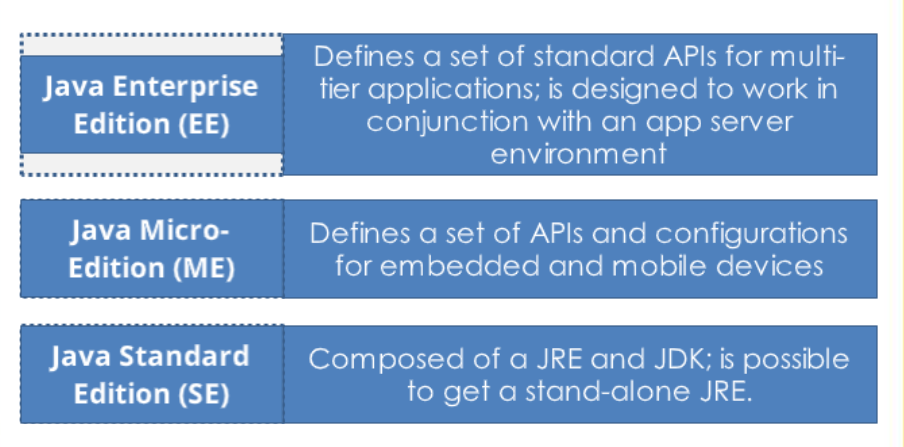 Java Enterprise
Edition (EE)
Defines a set of standard APIs for multi-
tier applications; is designed to work in
conjunction with an app server
environment
Java Micro-
Edition (ME)
Defines a set of APIs and configurations
for embedded and mobile devices
Java Standard
Edition (SE)
Composed of a JRE and JDK; is possible
to get a stand-alone JRE.